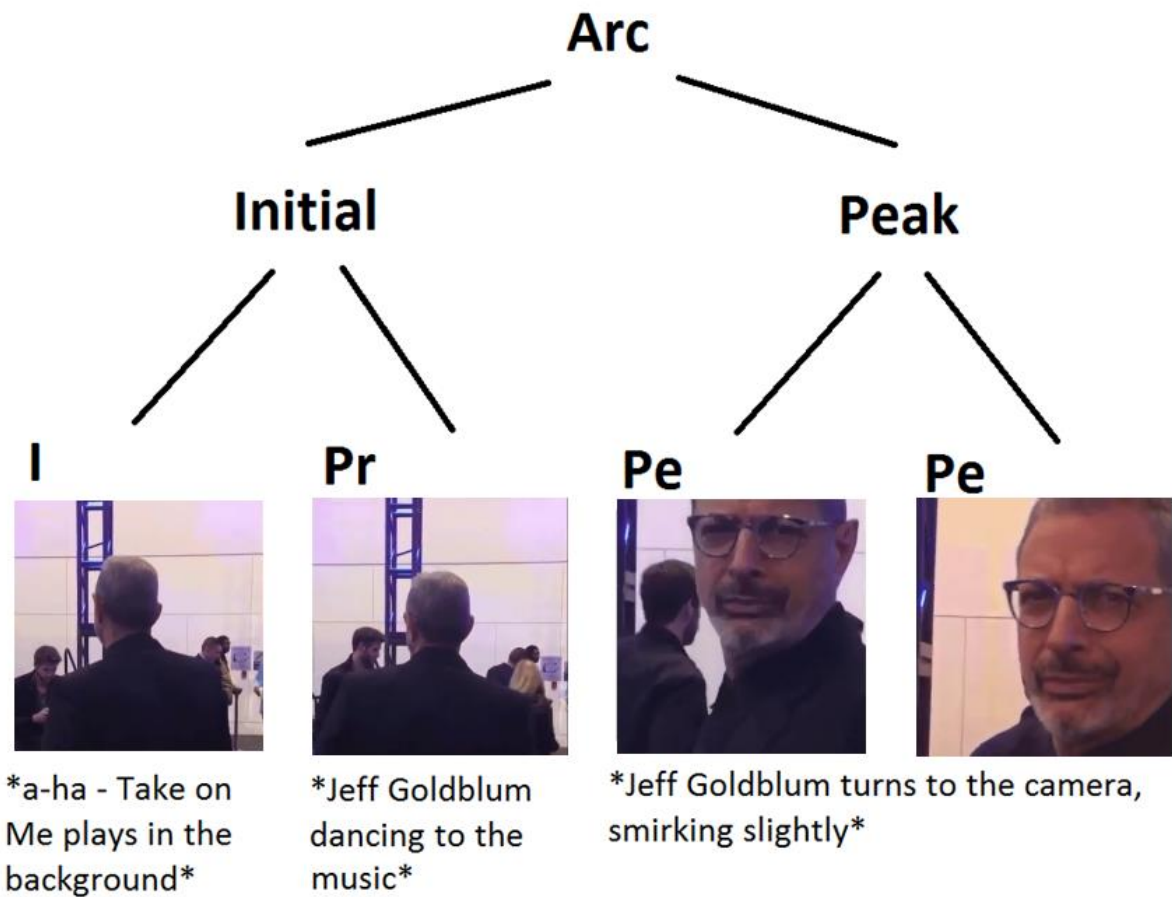 Arc
Initial
Peak
I
Pr
Pe
Pe
*a-ha - Take on
Me plays in the
background*
*Jeff Goldblum
dancing to the
music*
*Jeff Goldblum turns to the camera,
smirking slightly*